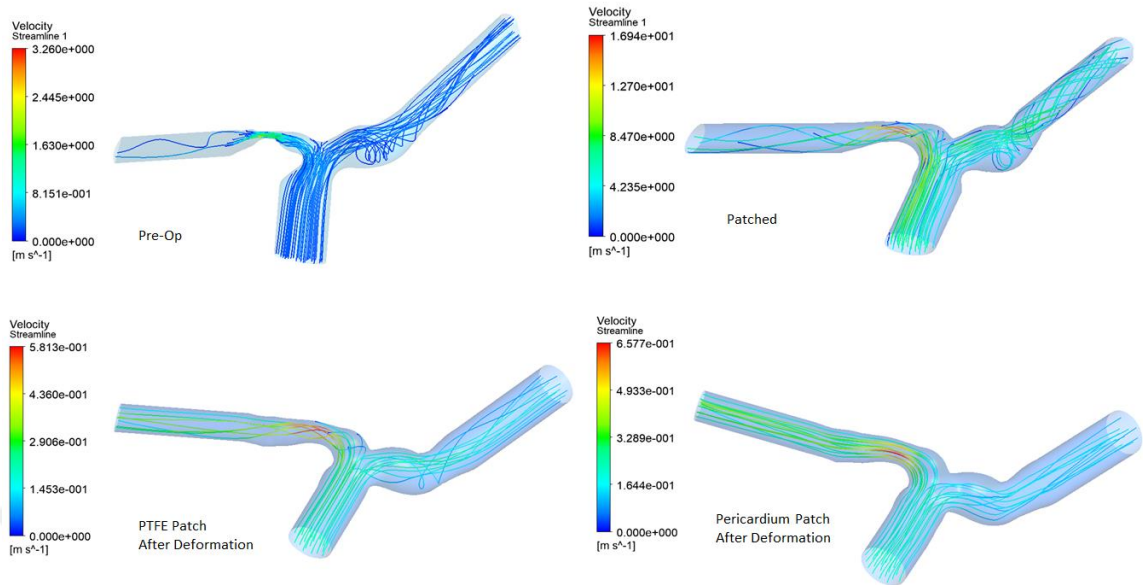 Velocity
Streamline 1
3.260e+000
2.445e+000
1.630e+000
8.151e-001
0.000e+000
[m s^-1]
Pre-Op
Velocity
Streamline 1
1.694e+001
1.270e+001
8.470e+000
4.235e+000
0.000e+000
[m s^-1]
Patched
Velocity
Streamline
5.813e-001
4.360e-001
2.906e-001
1.453e-001
0.000e+000
[m s^-1]
PTFE Patch
After Deformation
Velocity
Streamline
6.577e-001
4.933e-001
3.289e-001
1.644e-001
0.000e+000
[m s^-1]
Pericardium Patch
After Deformation